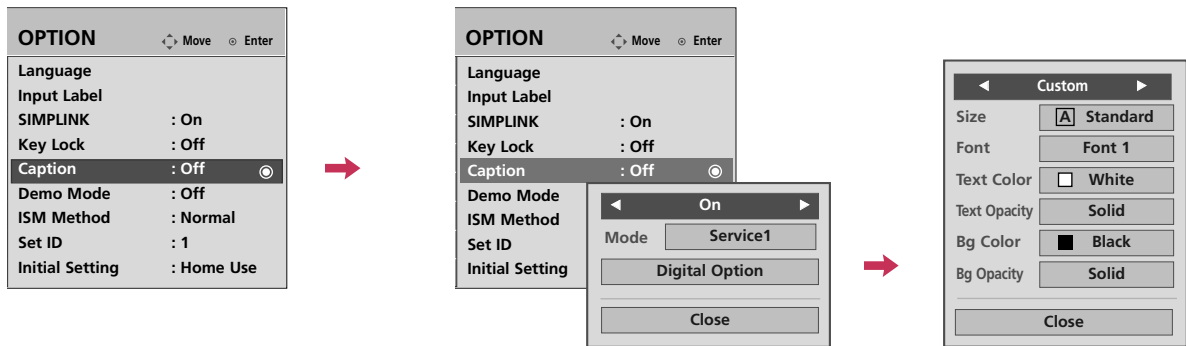 OPTION Move Enter
Language
Input Label
SIMPLINK : On
Key Lock : Off
Caption : Off
Demo Mode : Off
ISM Method : Normal
Set ID : 1
Initial Setting : Home Use
OPTION Move Enter
Language
Input Label
SIMPLINK : On
Key Lock : Off
Caption : Off
Demo Mode
ISM Method
Set ID
Initial Setting
On
Mode Service1
Digital Option
Close
Custom
Size A Standard
Font Font 1
Text Color White
Text Opacity Solid
Bg Color Black
Bg Opacity Solid
Close